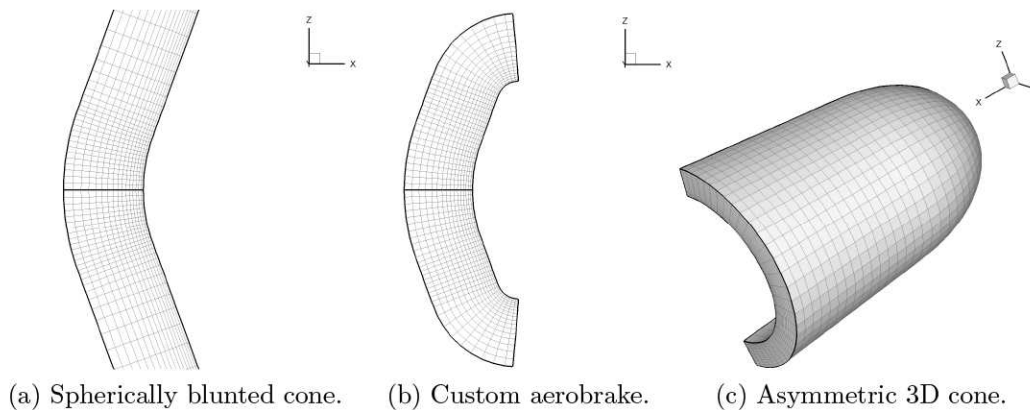 z
x
z
x
z
x
(a) Spherically blunted cone.
(b) Custom aerobrake.
(c) Asymmetric 3D cone.